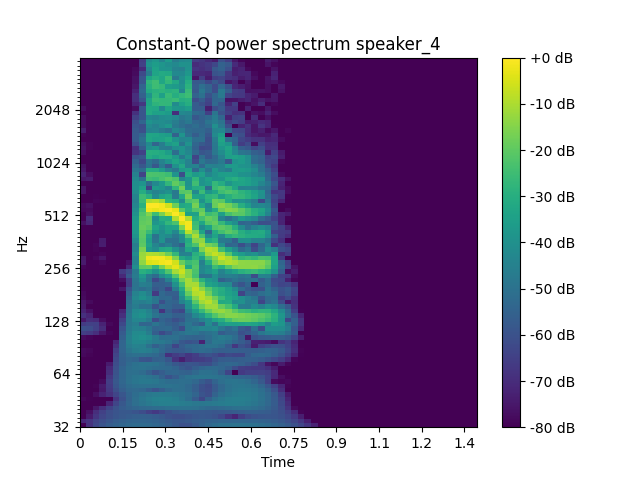 Constant-Q power spectrum speaker_4
Hz
2048
1024
512
256
128
64
32
0 0.15 0.3 0.45 0.6 0.75 0.9 1.1 1.2 1.4
Time
+0 dB
-10 dB
-20 dB
-30 dB
-40 dB
-50 dB
-60 dB
-70 dB
-80 dB